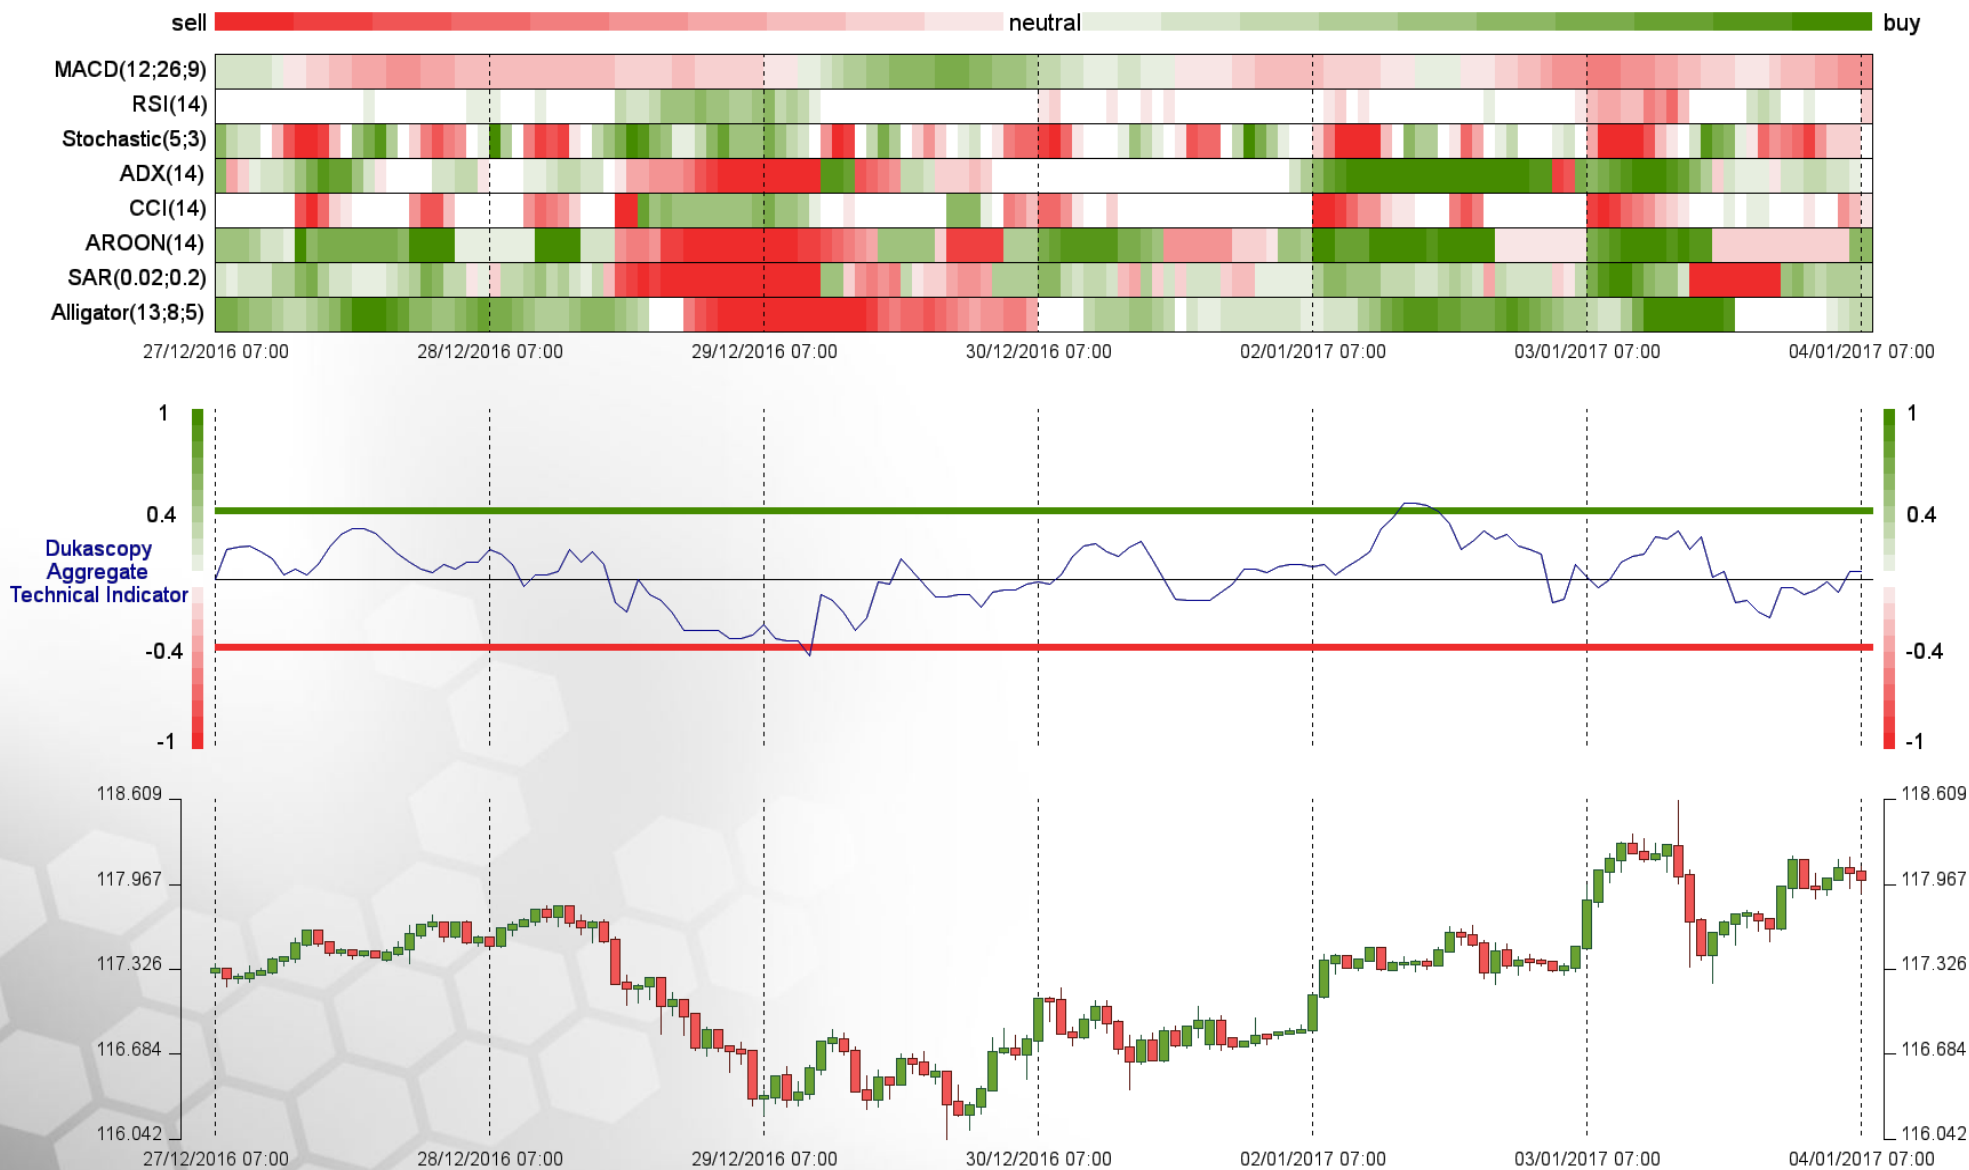 sell neutral buy
MACD(12;26;9)
RSI(14)
Stochastic(5;3)
ADX(14)
CCI(14)
AROON(14)
SAR(0.02;0.2)
Alligator(13;8;5)
27/12/2016 07:00 28/12/2016 07:00 29/12/2016 07:00 30/12/2016 07:00 02/01/2017 07:00 03/01/2017 07:00 04/01/2017 07:00
1 1
0.4 0.4
Dukascopy
Aggregate
Technical Indicator
-0.4 -0.4
-1 -1
118.609 118.609
117.967 117.967
117.326 117.326
116.684 116.684
116.042 116.042
27/12/2016 07:00 28/12/2016 07:00 29/12/2016 07:00 30/12/2016 07:00 02/01/2017 07:00 03/01/2017 07:00 04/01/2017 07:00